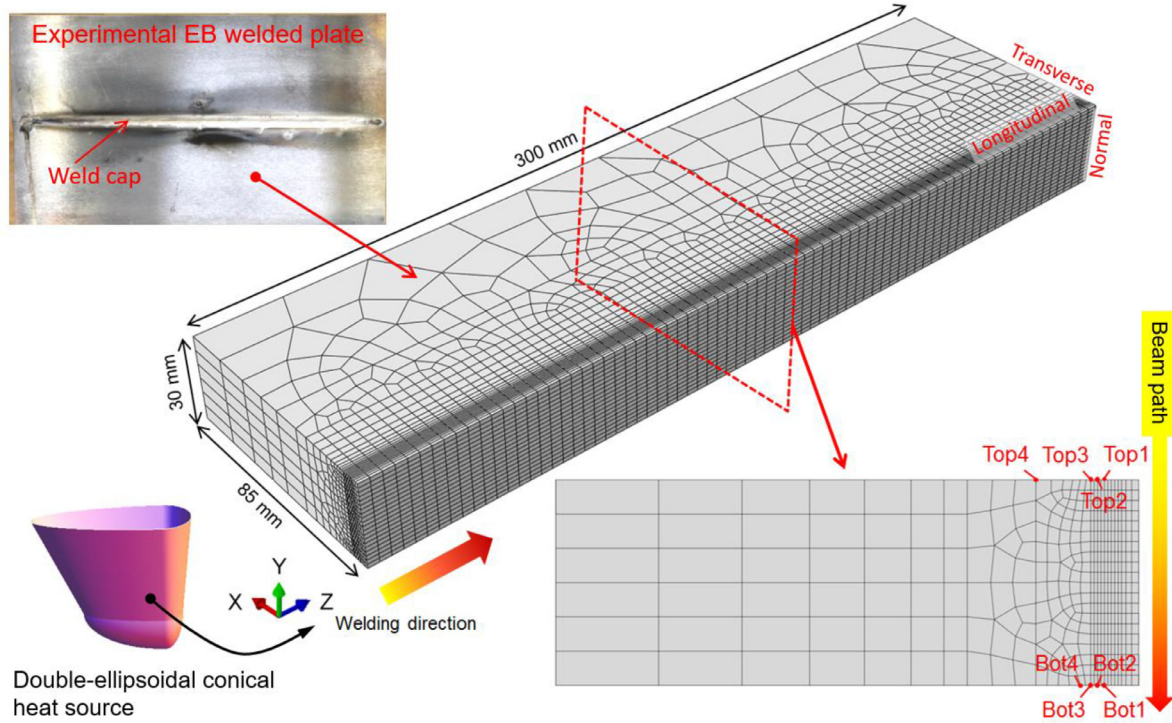 Experimental EB welded plate
Weld cap
300 mm
Transverse
Longitudinal
Normal
30 mm
85 mm
Beam path
Top4
Top3
Top1
Top2
Y
X
Z
Welding direction
Bot4
Bot2
Bot3
Bot1
Double-ellipsoidal conical
heat source